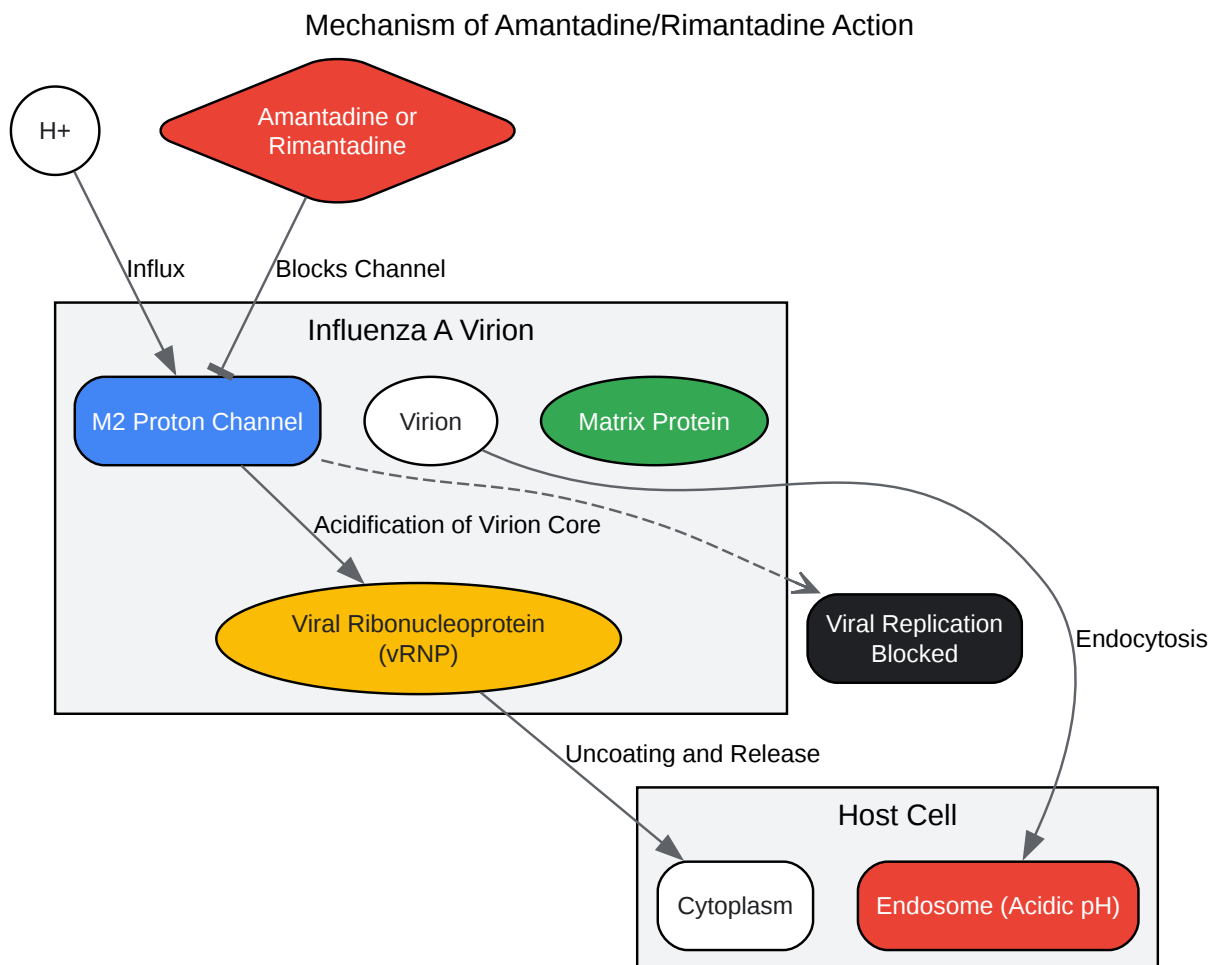 Mechanism of Amantadine/Rimantadine Action
H+
Amantadine or
Rimantadine
Influx
Blocks Channel
Influenza A Virion
M2 Proton Channel
Virion
Matrix Protein
Acidification of Virion Core
Viral Ribonucleoprotein
(vRNP)
Viral Replication
Blocked
Endocytosis
Uncoating and Release
Host Cell
Cytoplasm
Endosome (Acidic pH)